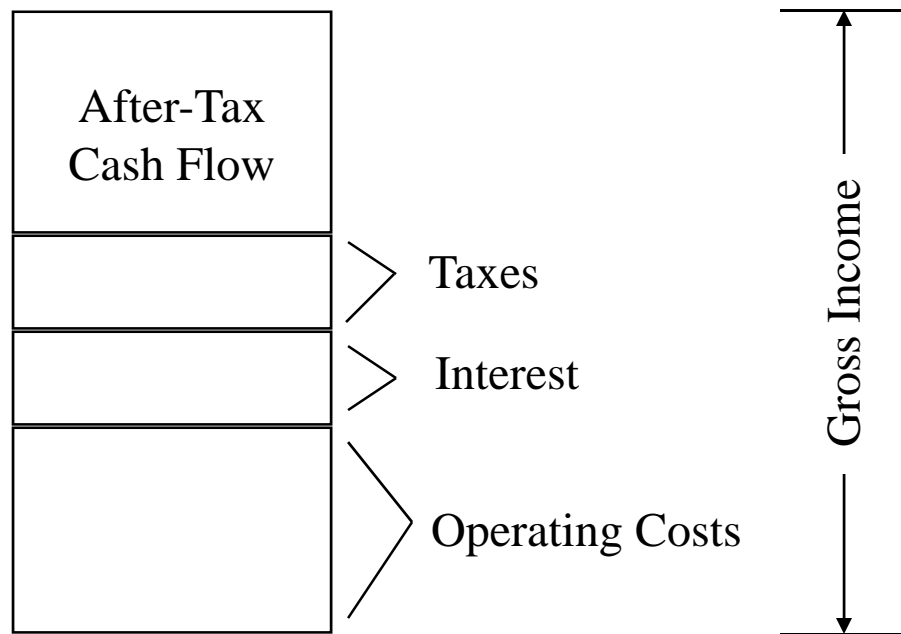 After-Tax
Cash Flow
Taxes
Interest
Operating Costs
Gross Income